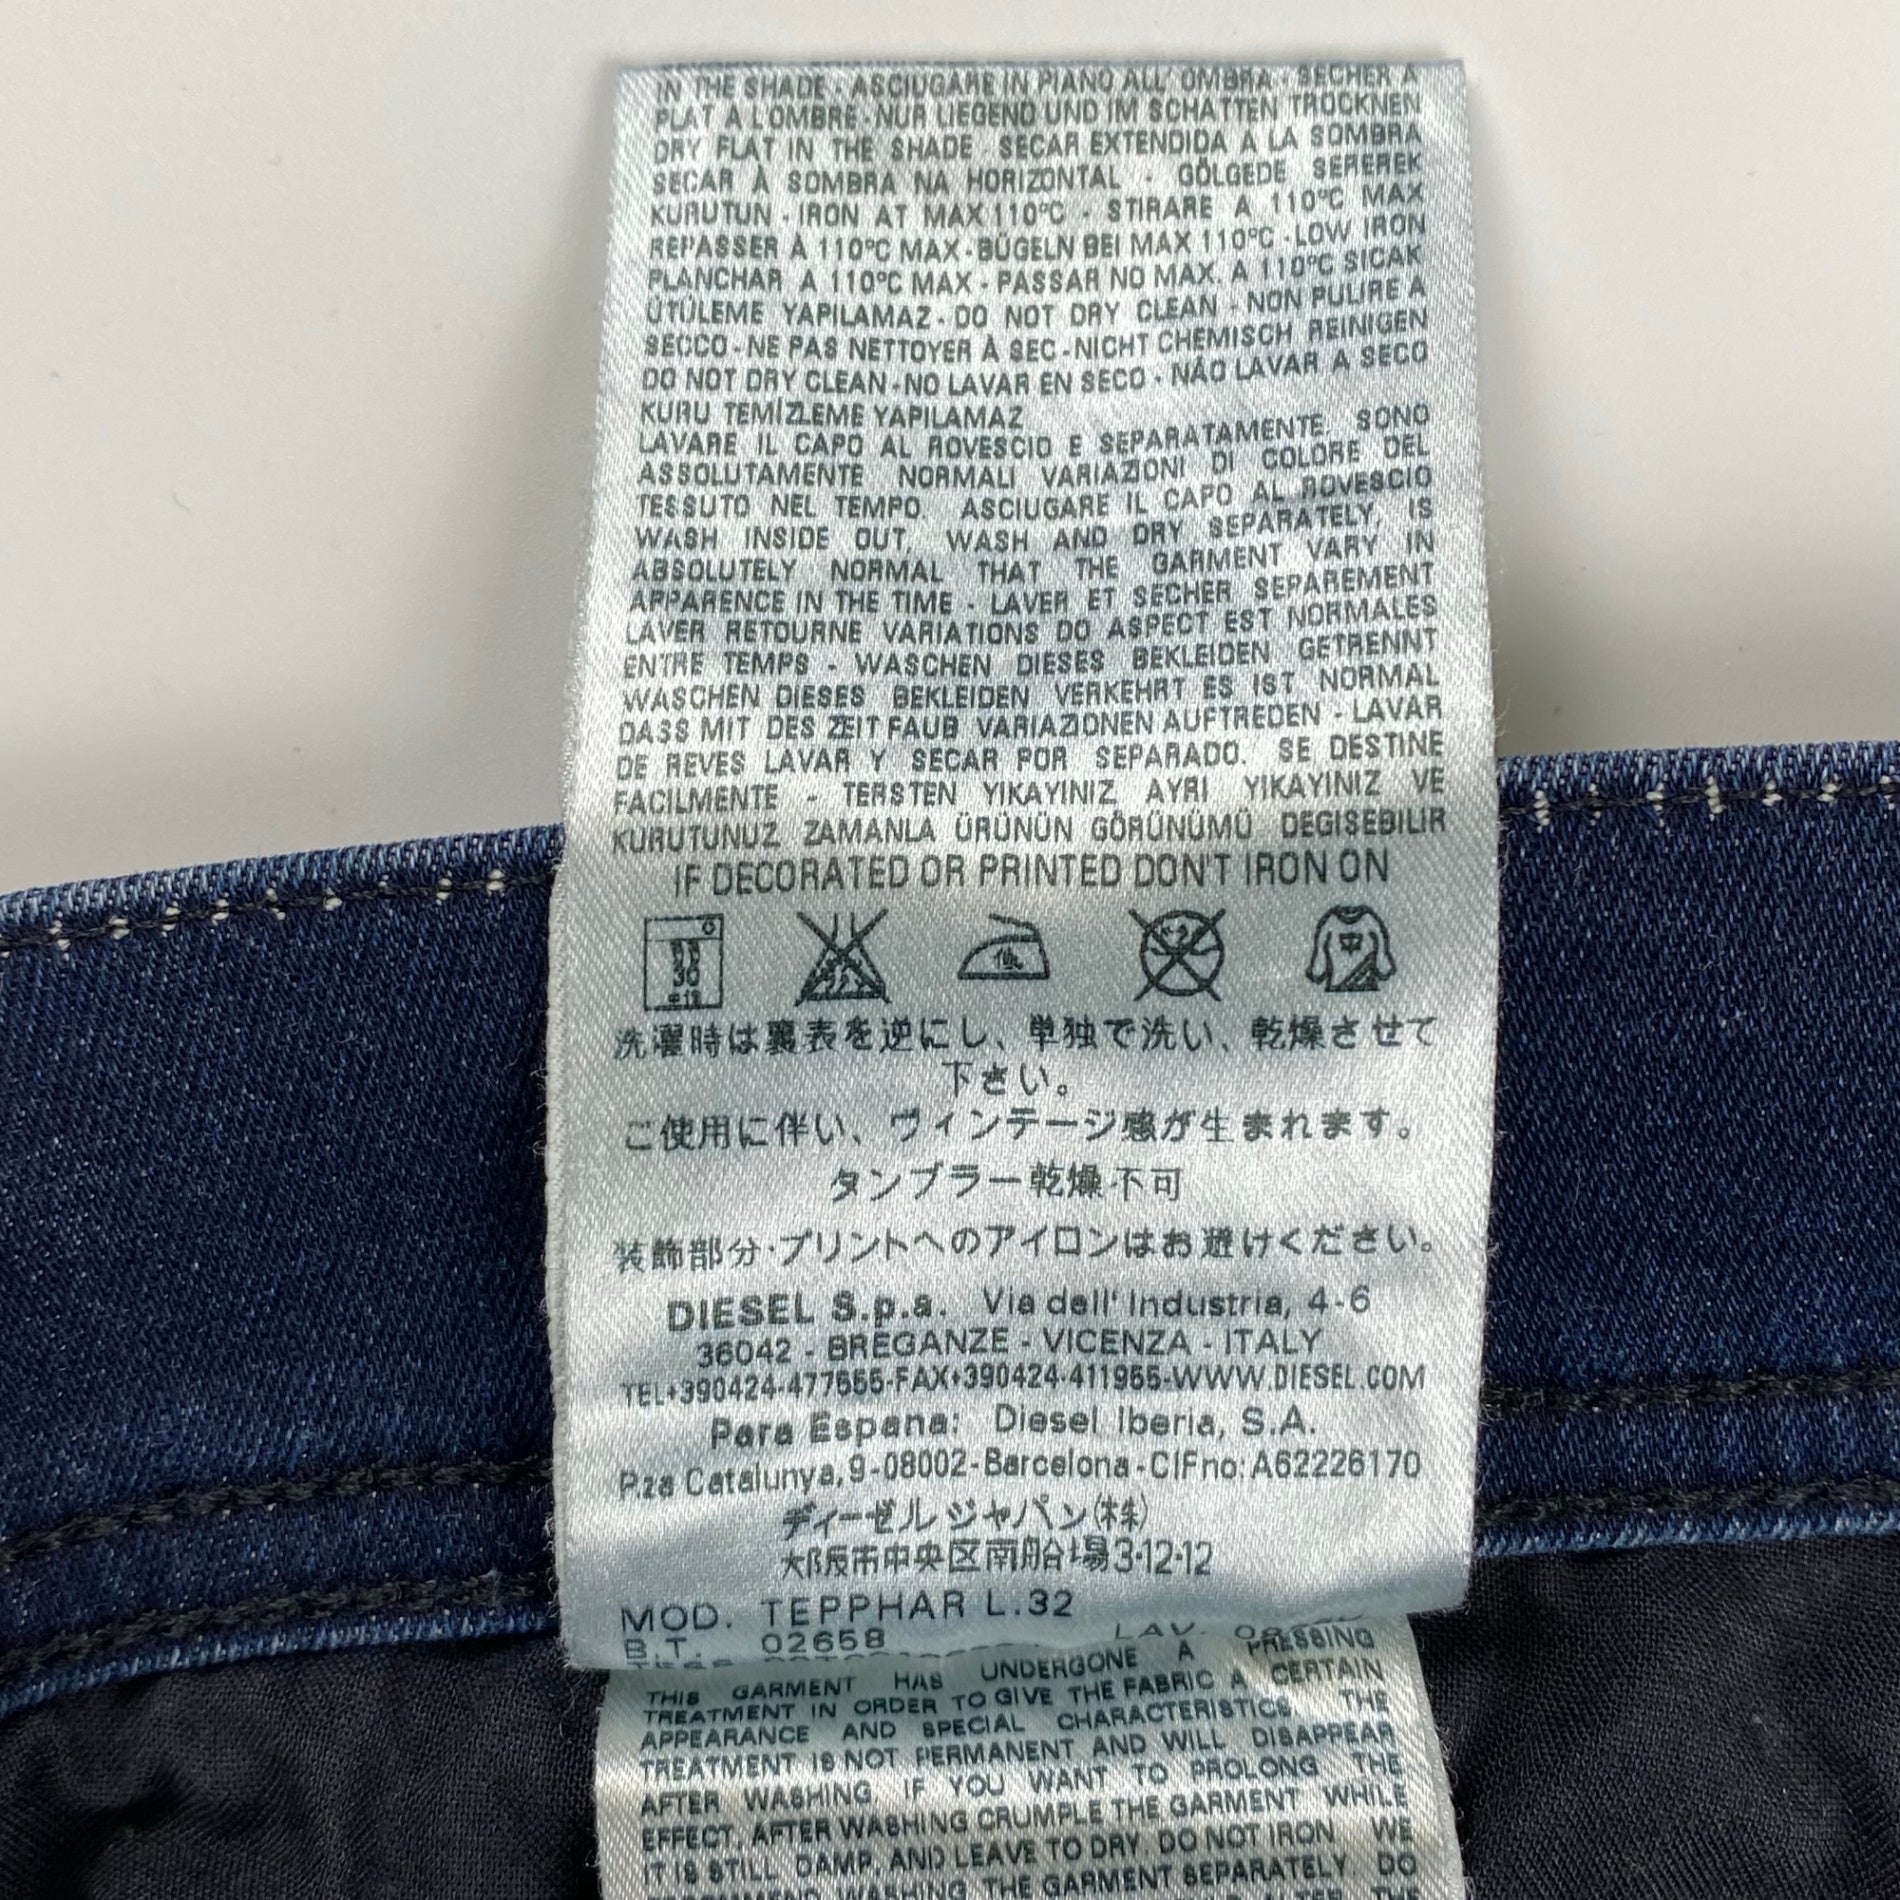 IN THE SHADE - ASCIUGARE IN PIANO ALL' OMBRA - SECHER A
PLAT A L'OMBRE - NUR LIEGEND UND IM SCHATTEN TROCKNEN
DRY FLAT IN THE SHADE - SECAR EXTENDIDA A LA SOMBRA
SECAR À SOMBRA NA HORIZONTAL - GÖLGEDE SEREREK
KURUTUN - IRON AT MAX 110°C - STIRARE A 110°C MAX
REPASSER À 110°C MAX - BÜGELN BEI MAX 110°C - LOW IRON
PLANCHAR A 110°C MAX - PASSAR NO MAX. A 110°C SICAK
ÜTÜLEME YAPILAMAZ - DO NOT DRY CLEAN - NON PULIRE A
SECCO - NE PAS NETTOYER À SEC - NICHT CHEMISCH REINIGEN
DO NOT DRY CLEAN - NO LAVAR EN SECO - NÃO LAVAR A SECO
KURU TEMİZLEME YAPILAMAZ
LAVARE IL CAPO AL ROVESCIO E SEPARATAMENTE. SONO
ASSOLUTAMENTE NORMALI VARIAZIONI DI COLORE DEL
TESSUTO NEL TEMPO. ASCIUGARE IL CAPO AL ROVESCIO
WASH INSIDE OUT, WASH AND DRY SEPARATELY, IS
ABSOLUTELY NORMAL THAT THE GARMENT VARY IN
APPARENCE IN THE TIME - LAVER ET SECHER SEPAREMENT
LAVER RETOURNE VARIATIONS DO ASPECT EST NORMALES
ENTRE TEMPS - WASCHEN DIESES BEKLEIDEN GETRENNT
WASCHEN DIESES BEKLEIDEN VERKEHRT ES IST NORMAL
DASS MIT DES ZEIT FAUB VARIAZIONEN AUFTREDEN - LAVAR
DE REVES LAVAR Y SECAR POR SEPARADO. SE DESTINE
FACILMENTE - TERSTEN YIKAYINIZ AYRI YIKAYINIZ VE
KURUTUNUZ ZAMANLA ÜRÜNÜN GÖRÜNÜMÜ DEGISEBILIR
IF DECORATED OR PRINTED DON'T IRON ON
30 低
洗濯時は裏表を逆にし、単独で洗い、乾燥させて
下さい。
ご使用に伴い、ヴィンテージ感が生まれます。
タンブラー乾燥不可
装飾部分・プリントへのアイロンはお避けください。
DIESEL S.p.a. Via dell' Industria, 4-6
36042 - BREGANZE - VICENZA - ITALY
TEL+390424-477555-FAX+390424-411955-WWW.DIESEL.COM
Para Espana: Diesel Iberia, S.A.
P.za Catalunya, 9-08002-Barcelona-CIFno: A62226170
ディーゼル ジャパン(株)
大阪市中央区南船場3-12-12
MOD. TEPPHAR L.32
B.T. 02658 LAV.
THIS GARMENT HAS UNDERGONE A PRESSING
TREATMENT IN ORDER TO GIVE THE FABRIC A CERTAIN
APPEARANCE AND SPECIAL CHARACTERISTICS. THE
TREATMENT IS NOT PERMANENT AND WILL DISAPPEAR
AFTER WASHING. IF YOU WANT TO PROLONG THE
EFFECT, AFTER WASHING CRUMPLE THE GARMENT WHILE
IT IS STILL DAMP, AND LEAVE TO DRY. DO NOT IRON WE
RECOMMEND WASHING THE GARMENT SEPARATELY DO